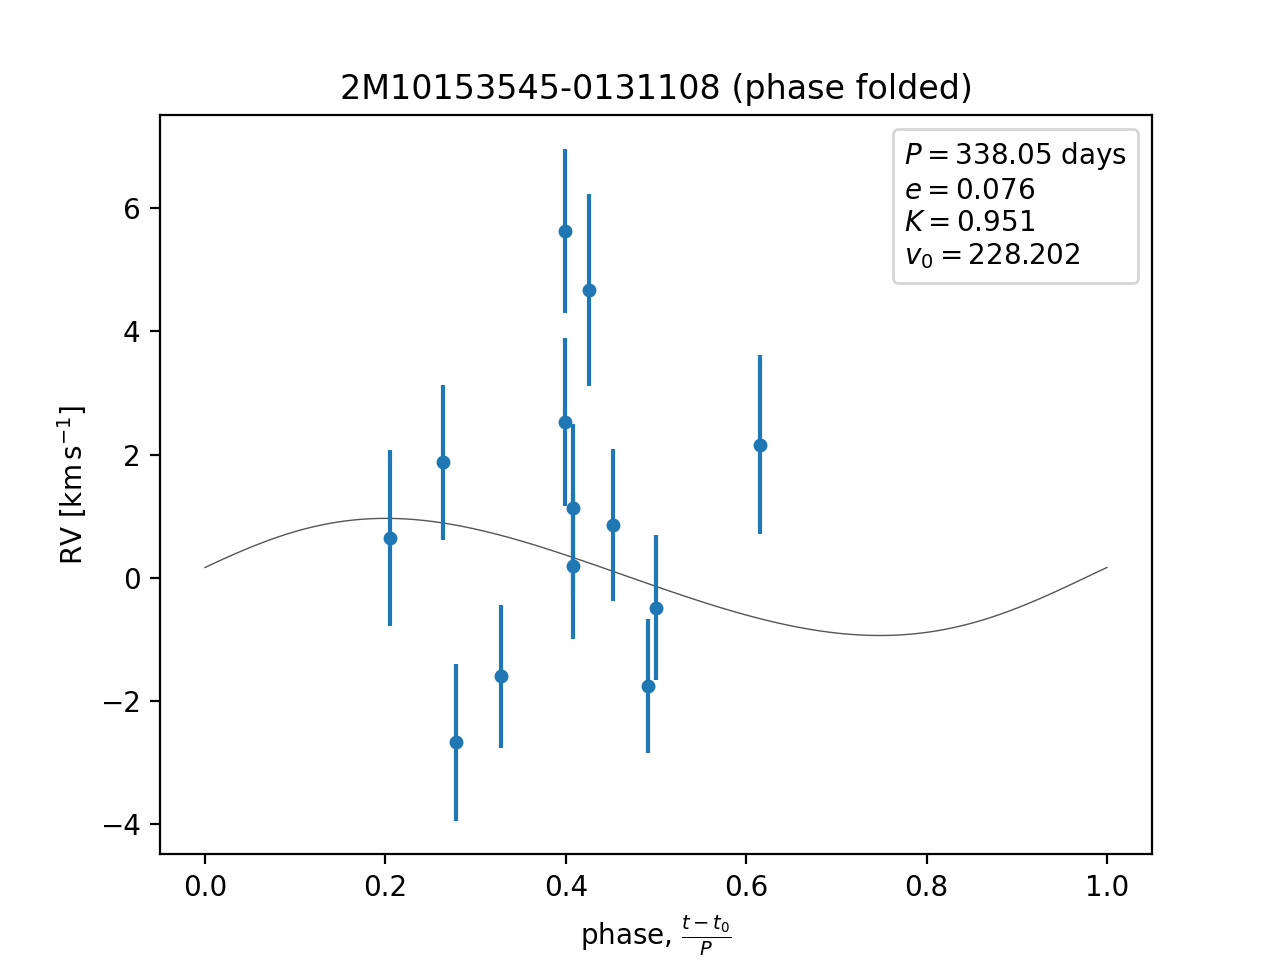 2M10153545-0131108 (phase folded)
P = 338.05 days
e = 0.076
K = 0.951
v₀ = 228.202
6
4
2
0
−2
−4
RV [km s⁻¹]
0.0 0.2 0.4 0.6 0.8 1.0
phase, (t − t₀)/P